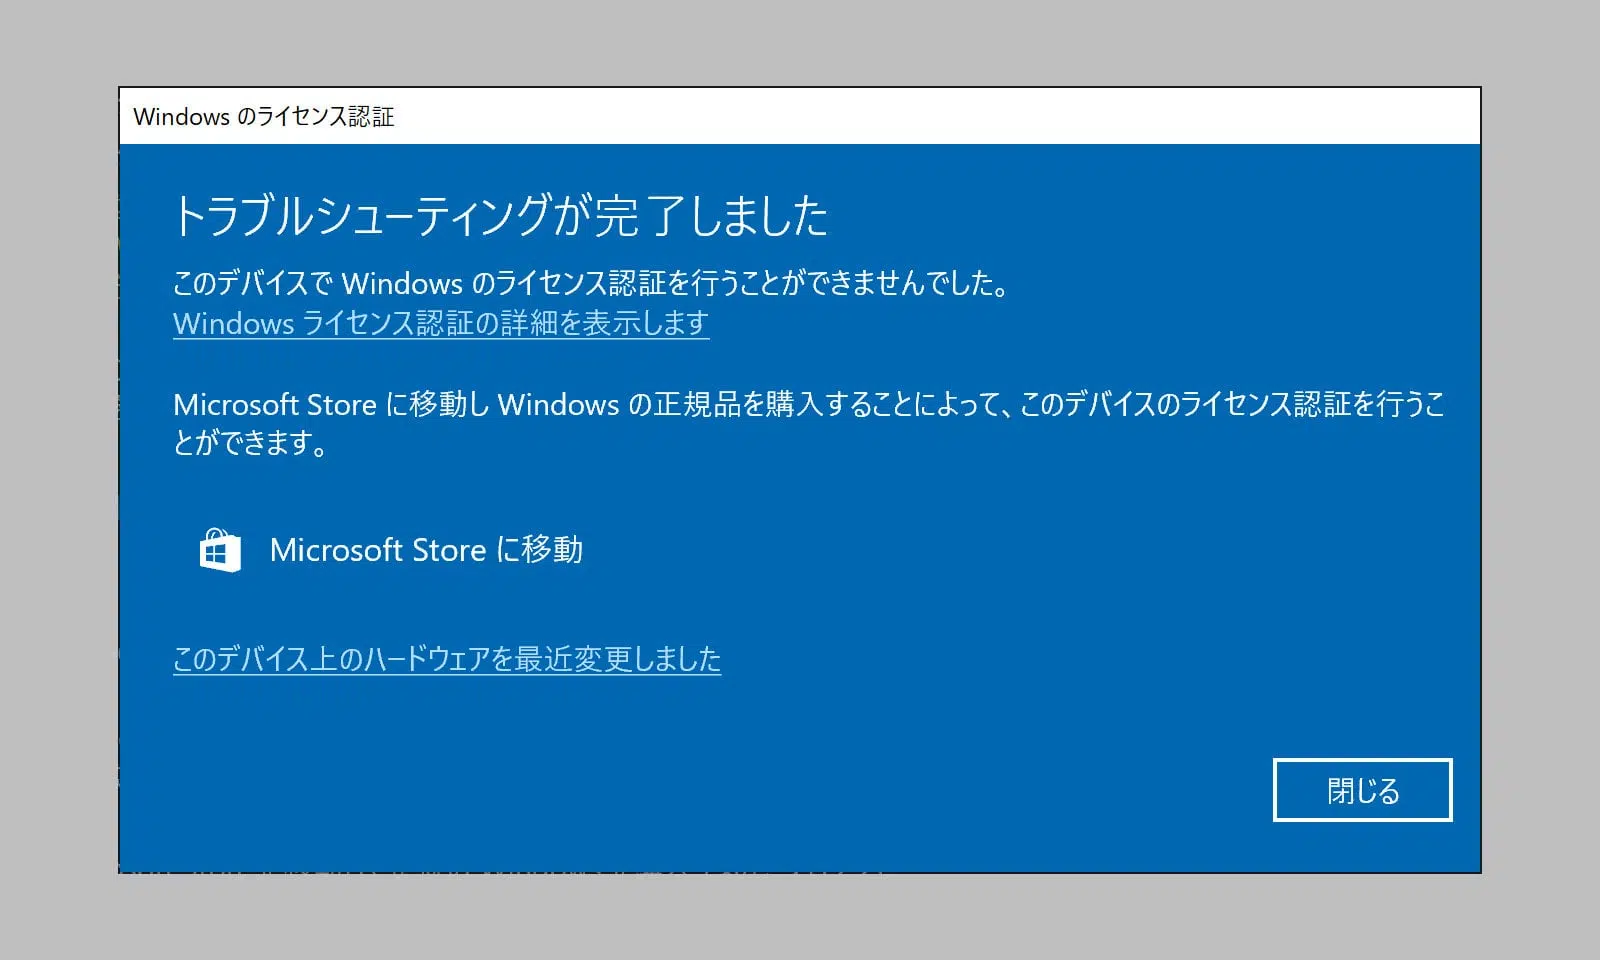 Windows のライセンス認証
トラブルシューティングが完了しました
このデバイスで Windows のライセンス認証を行うことができませんでした。
Windows ライセンス認証の詳細を表示します
Microsoft Store に移動し Windows の正規品を購入することによって、このデバイスのライセンス認証を行うこ
とができます。
Microsoft Store に移動
このデバイス上のハードウェアを最近変更しました
閉じる